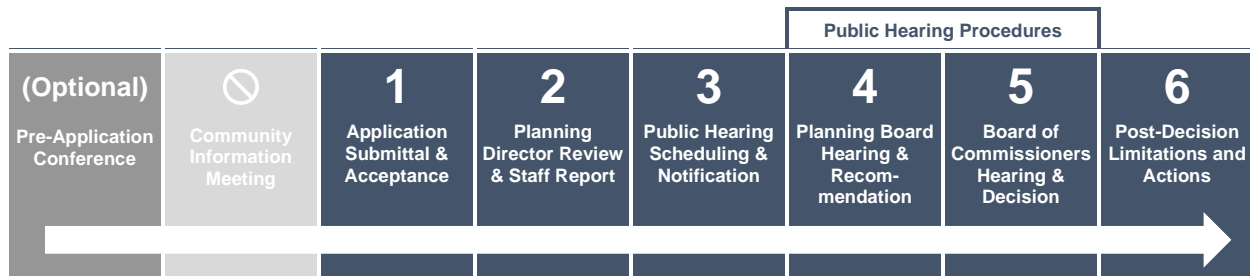 Public Hearing Procedures
(Optional)
Pre-Application
Conference
Community
Information
Meeting
1
Application
Submittal &
Acceptance
2
Planning
Director Review
& Staff Report
3
Public Hearing
Scheduling &
Notification
4
Planning Board
Hearing &
Recom-
mendation
5
Board of
Commissioners
Hearing &
Decision
6
Post-Decision
Limitations and
Actions